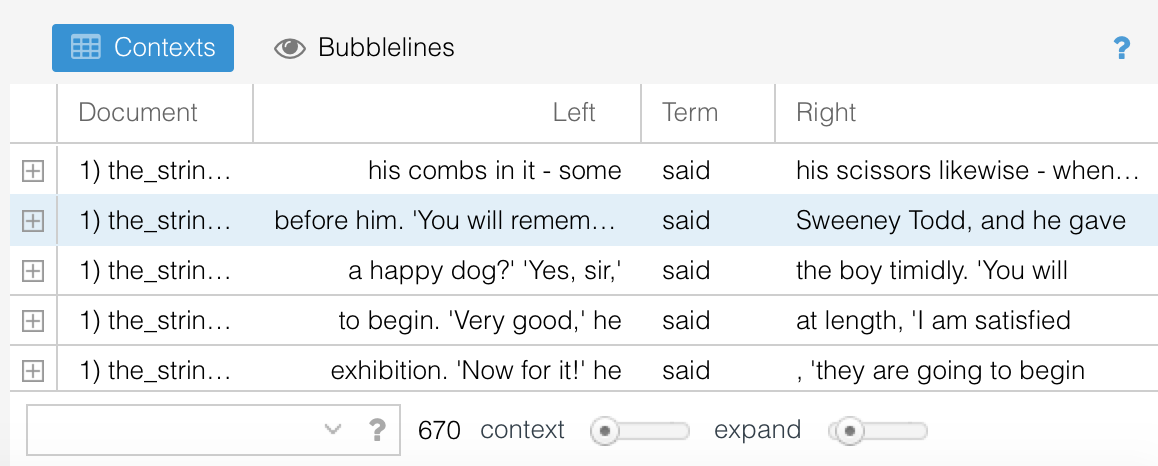 Contexts Bubblelines ?
Document Left Term Right
1) the_strin... his combs in it - some said his scissors likewise - when...
1) the_strin... before him. 'You will remem... said Sweeney Todd, and he gave
1) the_strin... a happy dog?' 'Yes, sir,' said the boy timidly. 'You will
1) the_strin... to begin. 'Very good,' he said at length, 'I am satisfied
1) the_strin... exhibition. 'Now for it!' he said , 'they are going to begin
? 670 context expand